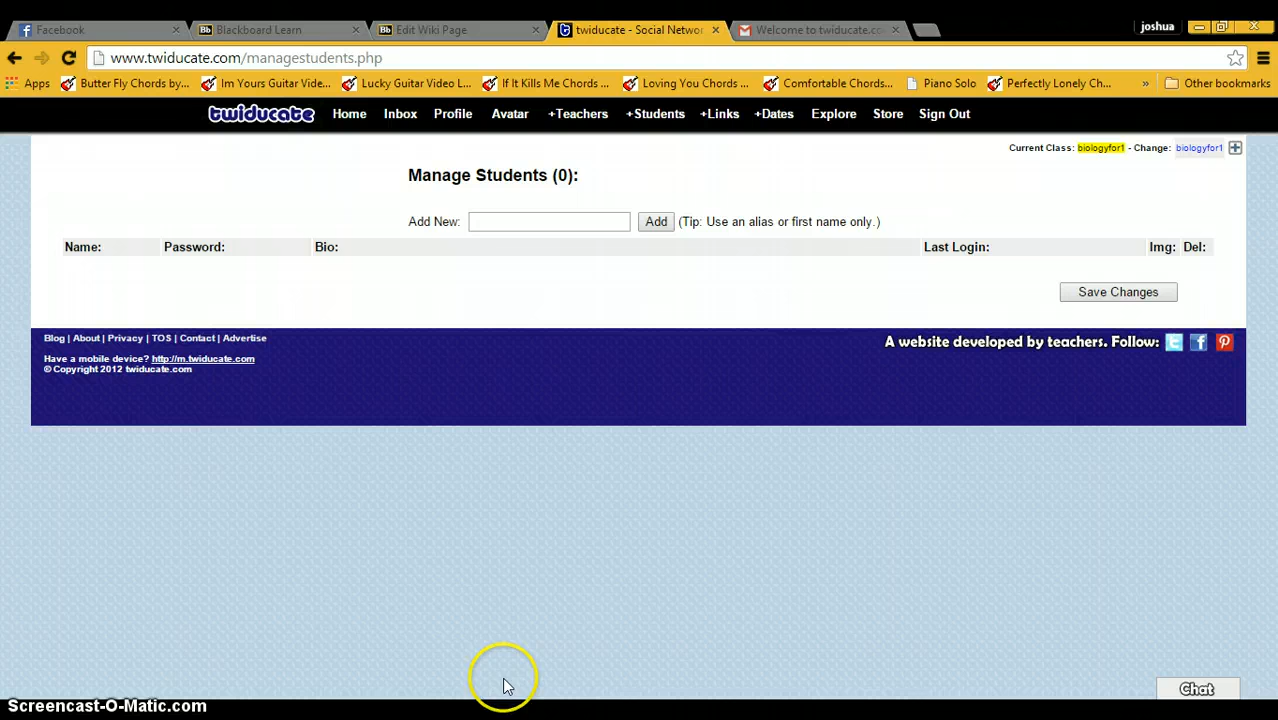 Facebook
Blackboard Learn
Edit Wiki Page
twiducate - Social Networ
Welcome to twiducate.co
joshua
www.twiducate.com/managestudents.php
Apps
Butter Fly Chords by...
Im Yours Guitar Vide...
Lucky Guitar Video L...
If It Kills Me Chords ...
Loving You Chords ...
Comfortable Chords...
Piano Solo
Perfectly Lonely Ch...
»
Other bookmarks
twiducate Home Inbox Profile Avatar +Teachers +Students +Links +Dates Explore Store Sign Out
Current Class: biologyfor1 - Change: biologyfor1
Manage Students (0):
Add New: Add (Tip: Use an alias or first name only.)
Name: Password: Bio: Last Login: Img: Del:
Save Changes
Blog | About | Privacy | TOS | Contact | Advertise
A website developed by teachers. Follow:
Have a mobile device? http://m.twiducate.com
© Copyright 2012 twiducate.com
Chat
Screencast-O-Matic.com